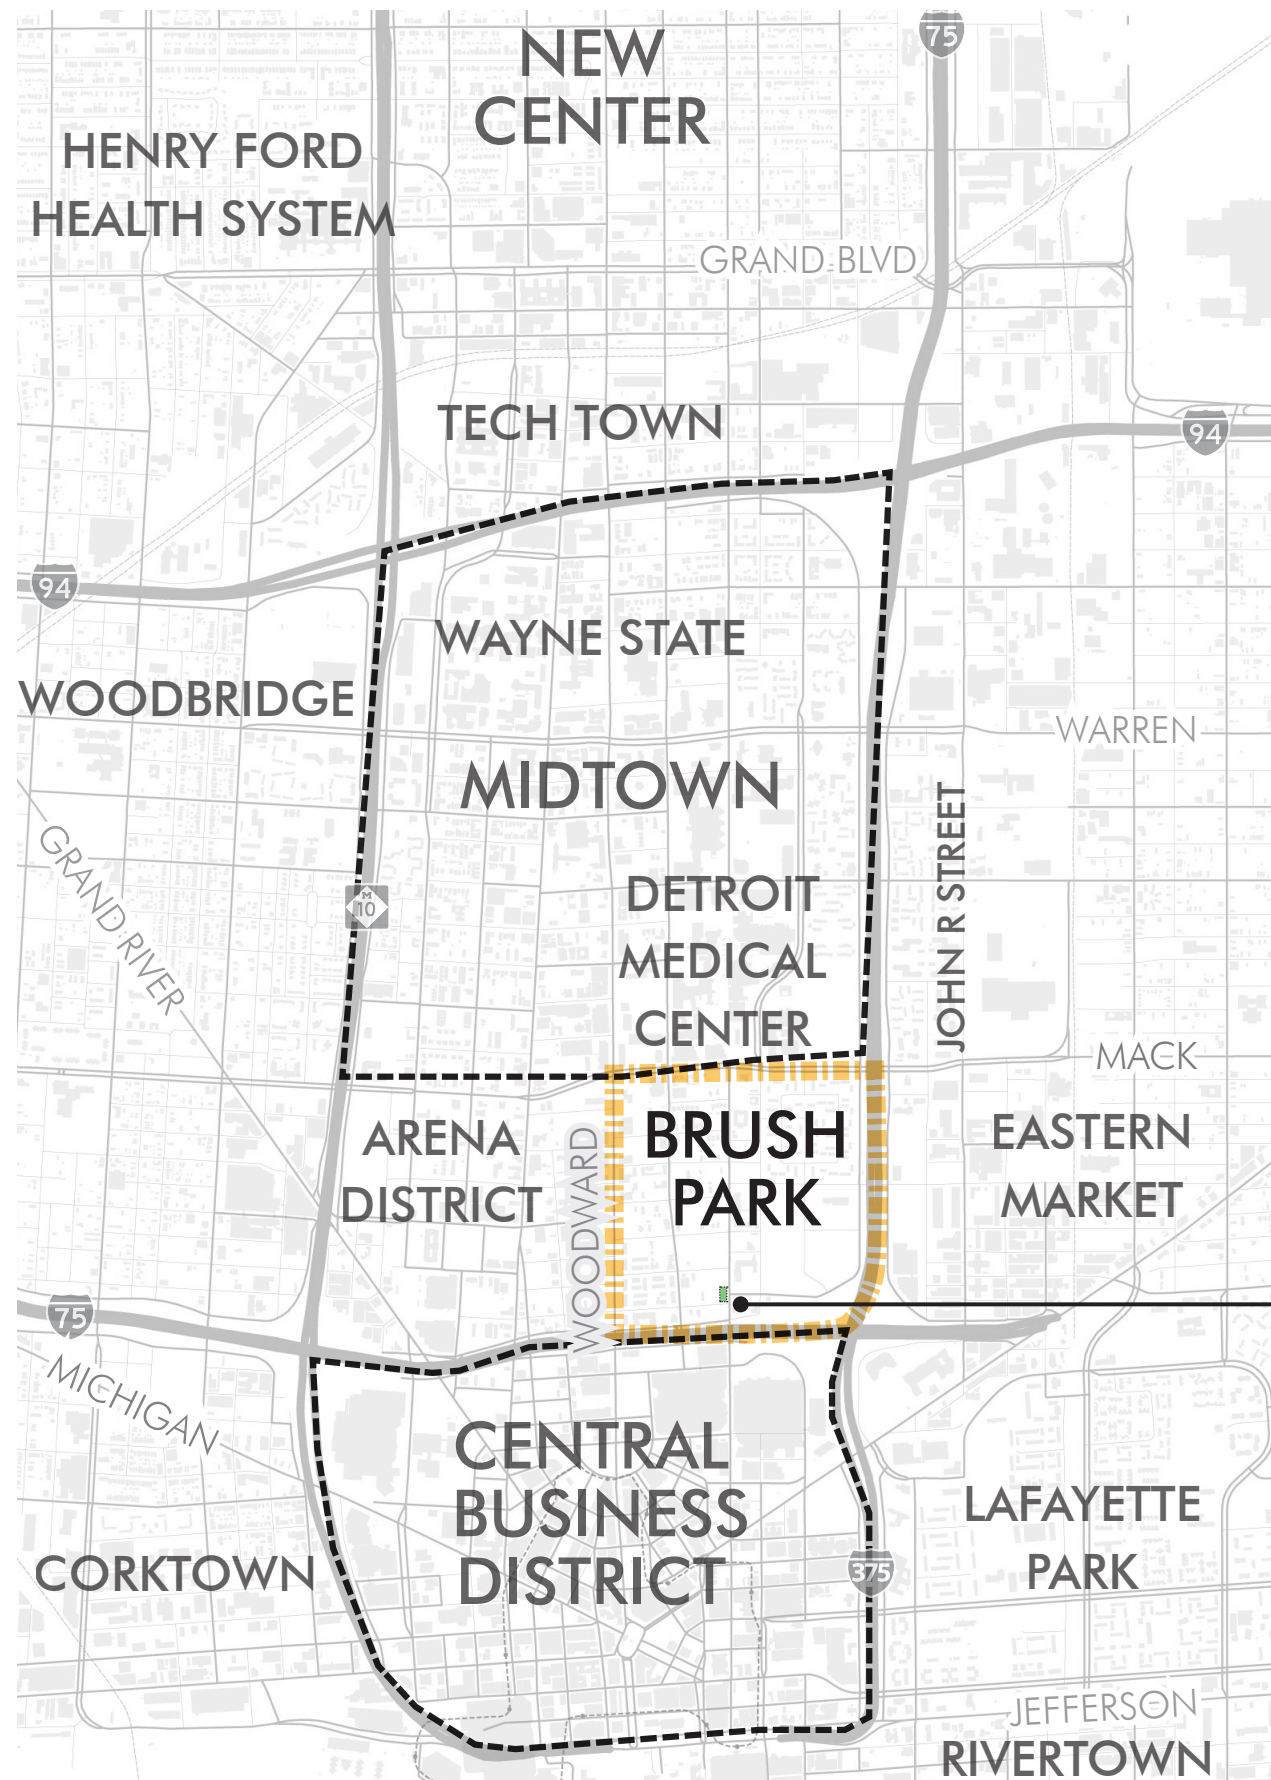 75
NEW
CENTER
HENRY FORD
HEALTH SYSTEM
GRAND BLVD
TECH TOWN
94
94
WAYNE STATE
WOODBRIDGE
WARREN
MIDTOWN
JOHN R STREET
GRAND RIVER
M
10
DETROIT
MEDICAL
CENTER
MACK
ARENA
DISTRICT
WOODWARD
BRUSH
PARK
EASTERN
MARKET
75
MICHIGAN
CENTRAL
BUSINESS
DISTRICT
LAFAYETTE
PARK
CORKTOWN
375
JEFFERSON
RIVERTOWN